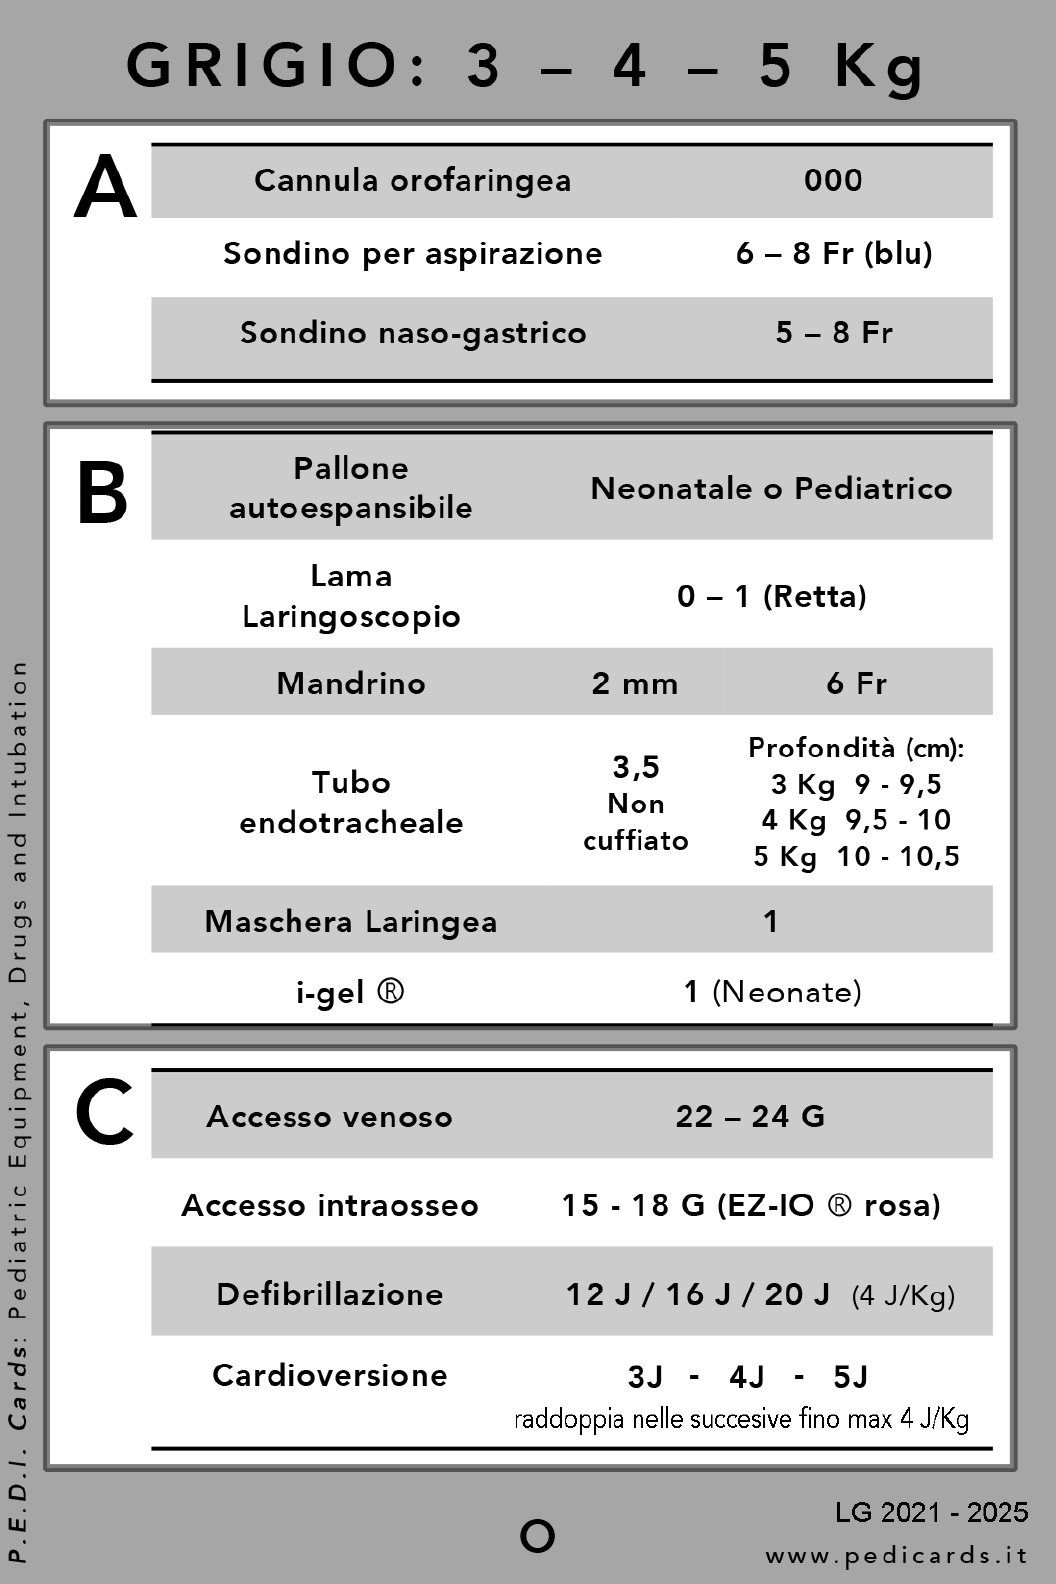 GRIGIO: 3 – 4 – 5 Kg
A
Cannula orofaringea 000
Sondino per aspirazione 6 – 8 Fr (blu)
Sondino naso-gastrico 5 – 8 Fr
B
Pallone
autoespansibile
Neonatale o Pediatrico
Lama
Laringoscopio
0 – 1 (Retta)
Mandrino 2 mm 6 Fr
Tubo
endotracheale
3,5
Non
cuffiato
Profondità (cm):
3 Kg 9 - 9,5
4 Kg 9,5 - 10
5 Kg 10 - 10,5
Maschera Laringea 1
i-gel ® 1 (Neonate)
C
Accesso venoso 22 – 24 G
Accesso intraosseo 15 - 18 G (EZ-IO ® rosa)
Defibrillazione 12 J / 16 J / 20 J (4 J/Kg)
Cardioversione 3J - 4J - 5J
raddoppia nelle succesive fino max 4 J/Kg
P.E.D.I. Cards: Pediatric Equipment, Drugs and Intubation
LG 2021 - 2025
www.pedicards.it